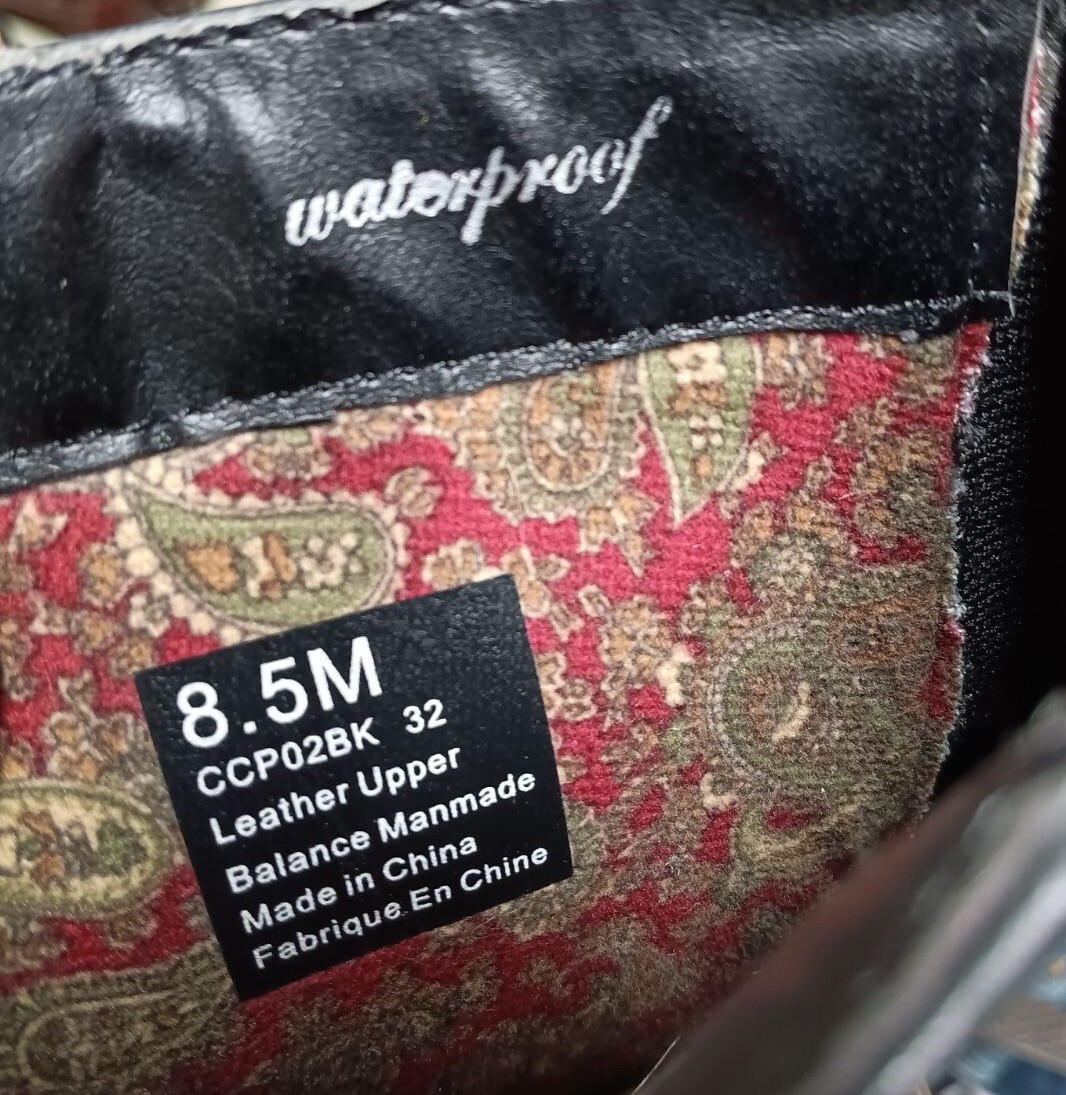 waterproof
8.5M
CCP02BK 32
Leather Upper
Balance Manmade
Made in China
Fabrique En Chine